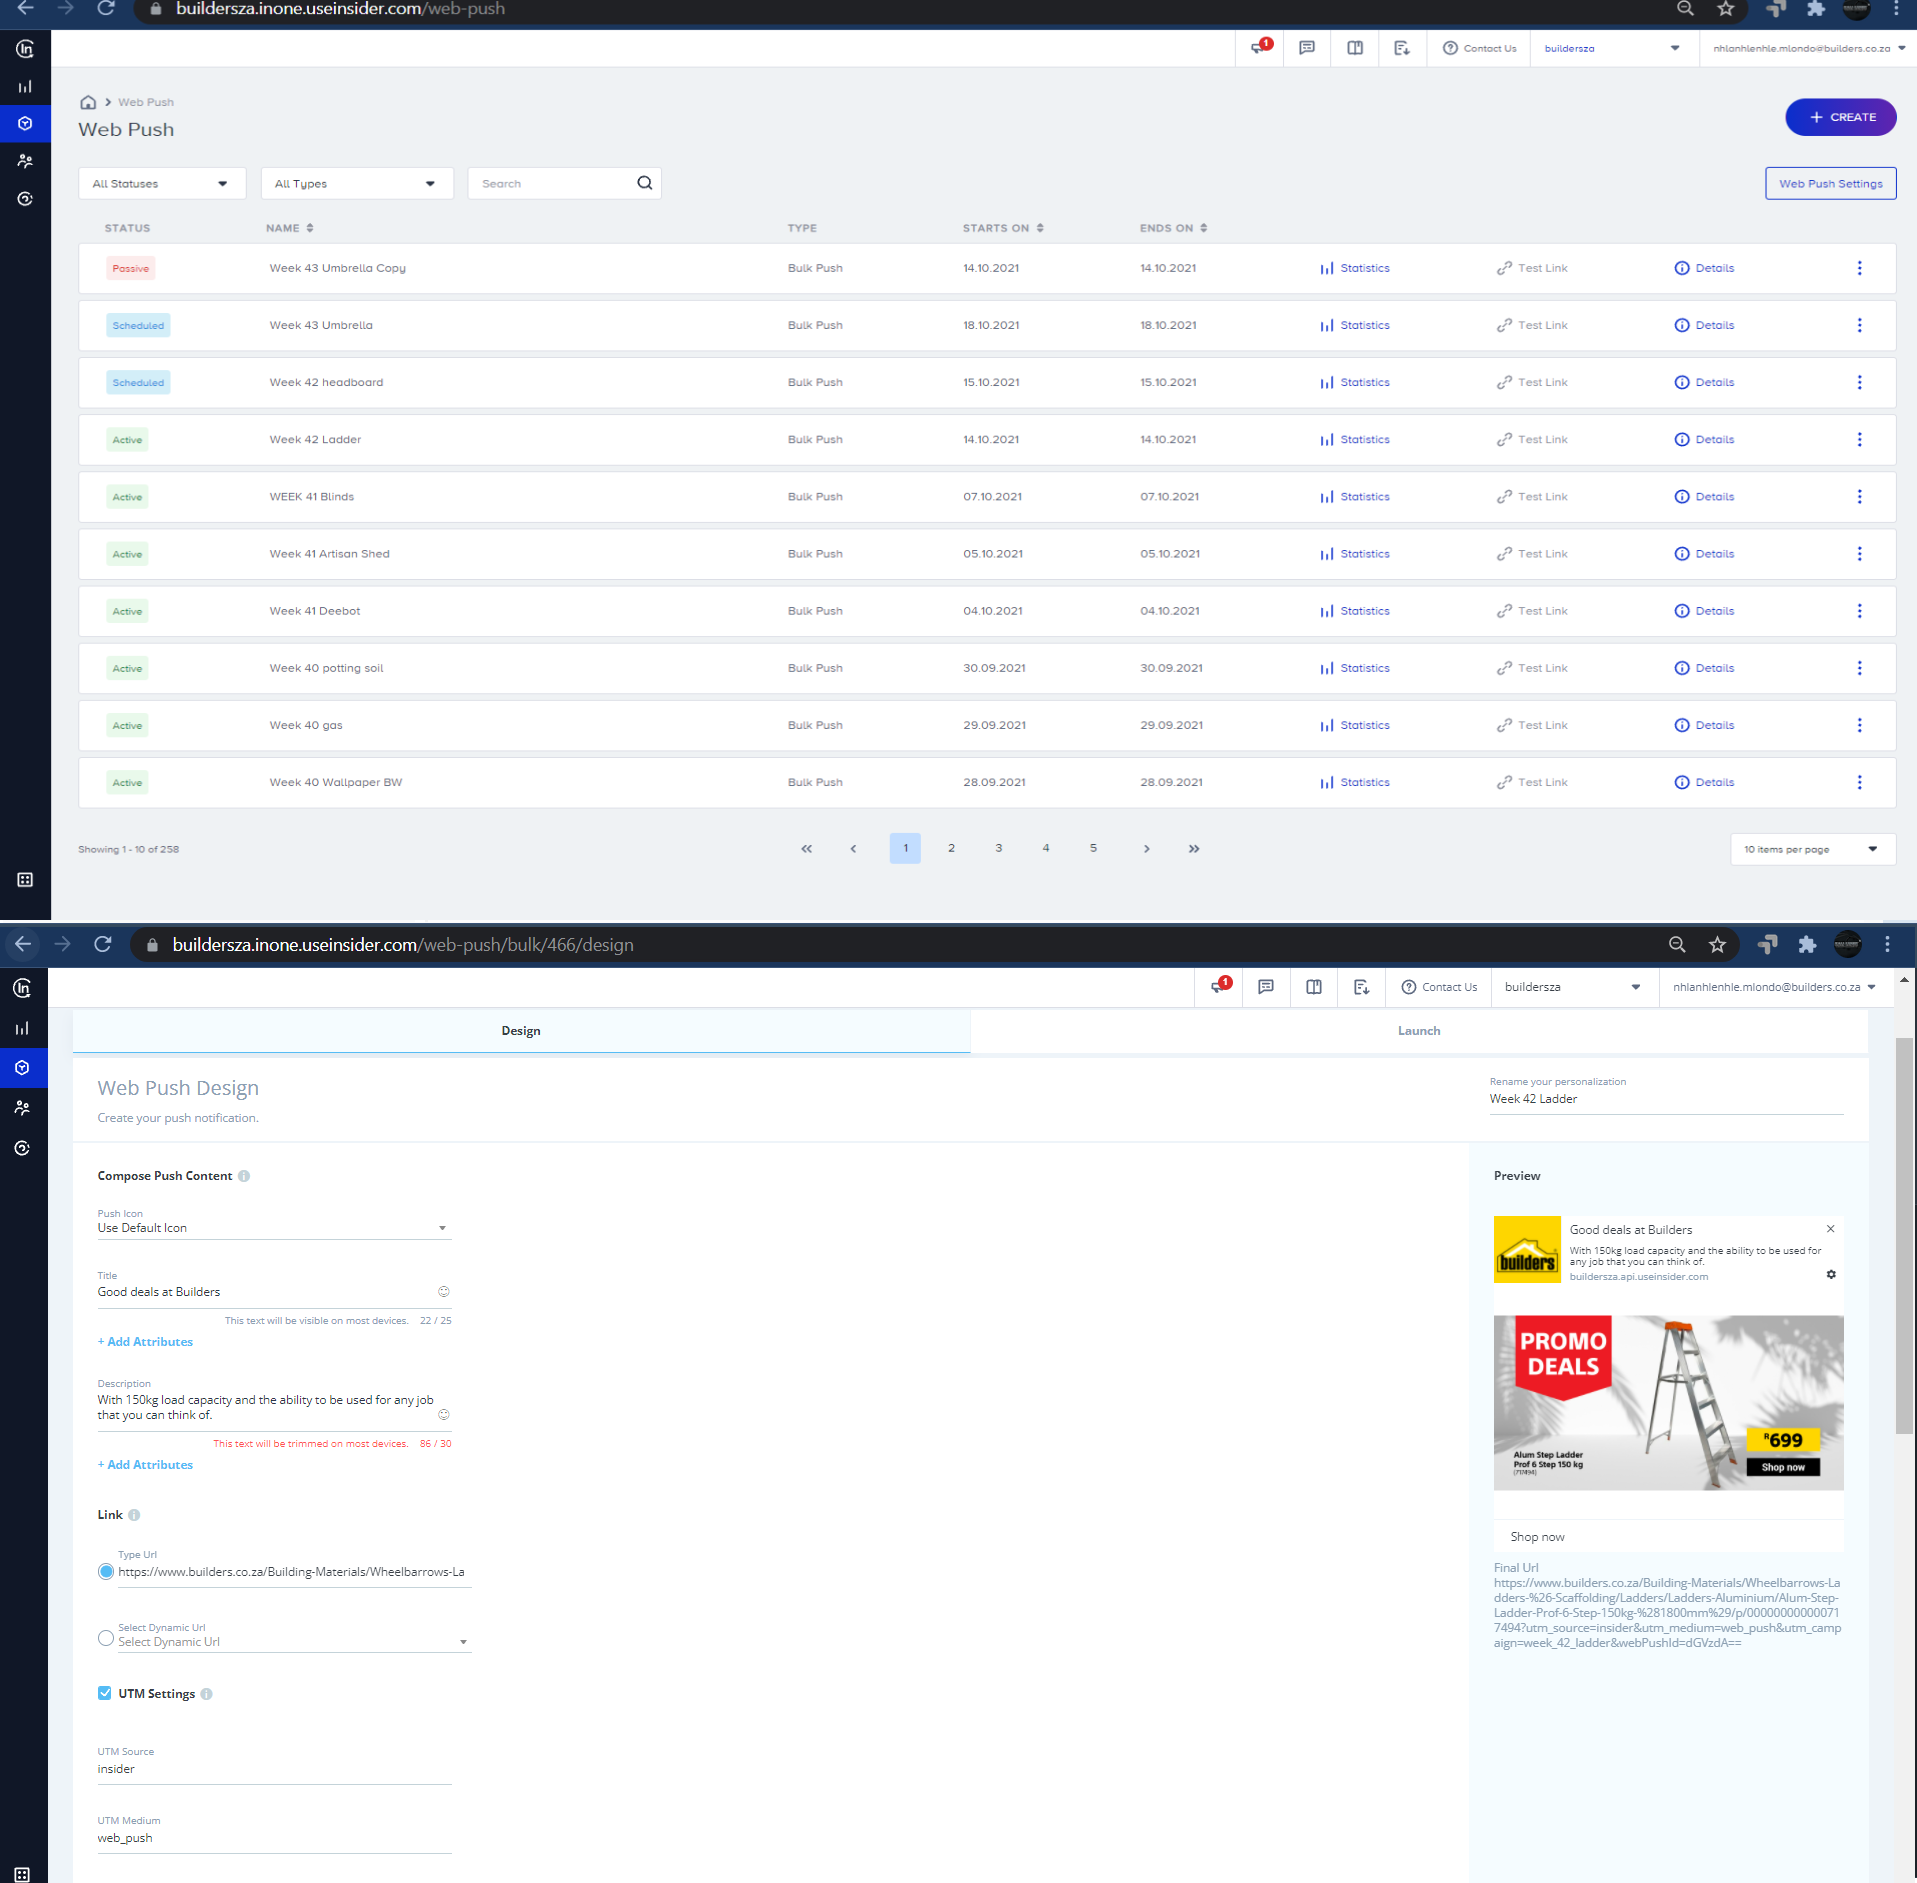 buildersza.inone.useinsider.com/web-push
1
Contact Us
buildersza
nhlanhlenhle.mlondo@builders.co.za
Web Push
Web Push
+ CREATE
All Statuses
All Types
Search
Web Push Settings
STATUS NAME TYPE STARTS ON ENDS ON
Passive Week 43 Umbrella Copy Bulk Push 14.10.2021 14.10.2021 Statistics Test Link Details
Scheduled Week 43 Umbrella Bulk Push 18.10.2021 18.10.2021 Statistics Test Link Details
Scheduled Week 42 headboard Bulk Push 15.10.2021 15.10.2021 Statistics Test Link Details
Active Week 42 Ladder Bulk Push 14.10.2021 14.10.2021 Statistics Test Link Details
Active WEEK 41 Blinds Bulk Push 07.10.2021 07.10.2021 Statistics Test Link Details
Active Week 41 Artisan Shed Bulk Push 05.10.2021 05.10.2021 Statistics Test Link Details
Active Week 41 Deebot Bulk Push 04.10.2021 04.10.2021 Statistics Test Link Details
Active Week 40 potting soil Bulk Push 30.09.2021 30.09.2021 Statistics Test Link Details
Active Week 40 gas Bulk Push 29.09.2021 29.09.2021 Statistics Test Link Details
Active Week 40 Wallpaper BW Bulk Push 28.09.2021 28.09.2021 Statistics Test Link Details
Showing 1 - 10 of 258
« ‹ 1 2 3 4 5 › »
10 items per page
buildersza.inone.useinsider.com/web-push/bulk/466/design
1
Contact Us
buildersza
nhlanhlenhle.mlondo@builders.co.za
Design
Launch
Web Push Design
Create your push notification.
Rename your personalization
Week 42 Ladder
Compose Push Content
Push Icon
Use Default Icon
Title
Good deals at Builders
This text will be visible on most devices. 22 / 25
+ Add Attributes
Description
With 150kg load capacity and the ability to be used for any job
that you can think of.
This text will be trimmed on most devices. 86 / 30
+ Add Attributes
Link
Type Url
https://www.builders.co.za/Building-Materials/Wheelbarrows-La
Select Dynamic Url
Select Dynamic Url
UTM Settings
UTM Source
insider
UTM Medium
web_push
Preview
builders
Good deals at Builders
With 150kg load capacity and the ability to be used for
any job that you can think of.
buildersza.api.useinsider.com
PROMO
DEALS
Alum Step Ladder
Prof 6 Step 150 kg
(717494)
R699
Shop now
Shop now
Final Url
https://www.builders.co.za/Building-Materials/Wheelbarrows-La
dders-%26-Scaffolding/Ladders/Ladders-Aluminium/Alum-Step-
Ladder-Prof-6-Step-150kg-%281800mm%29/p/00000000000071
7494?utm_source=insider&utm_medium=web_push&utm_camp
aign=week_42_ladder&webPushId=dGVzdA==